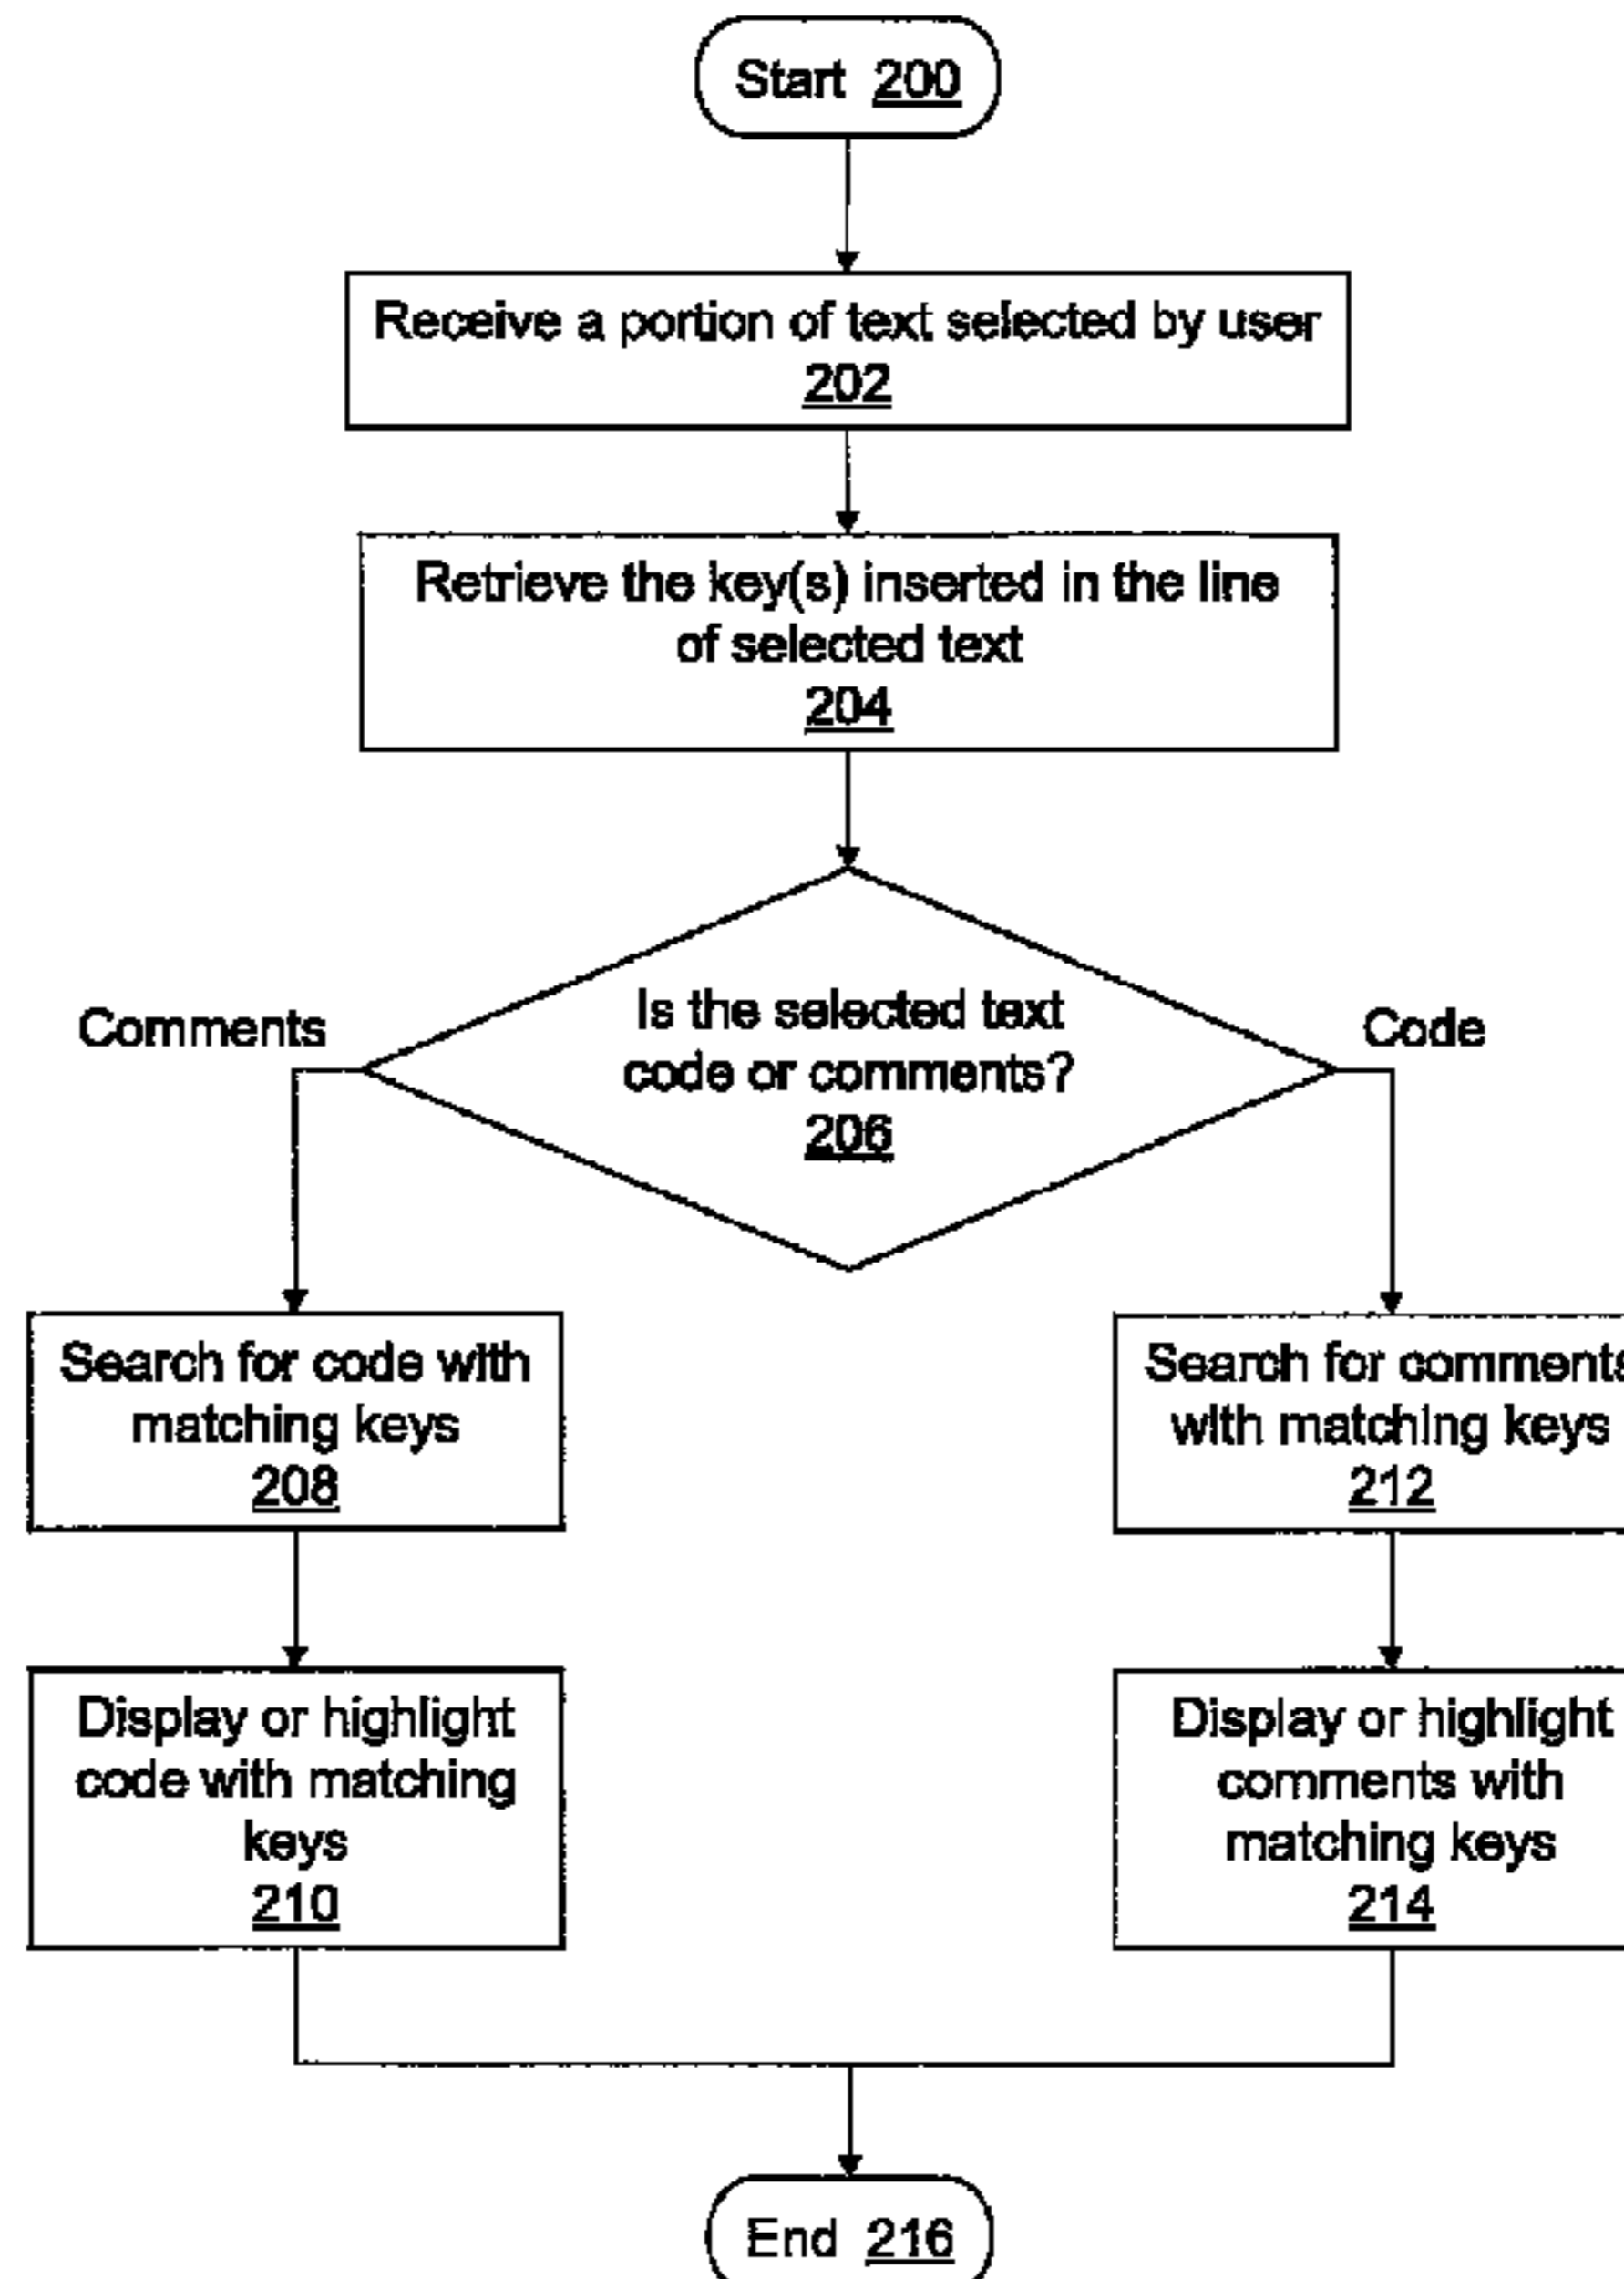 Start 200
Receive a portion of text selected by user
202
Retrieve the key(s) inserted in the line
of selected text
204
Is the selected text
code or comments?
206
Comments
Code
Search for code with
matching keys
208
Search for comments
with matching keys
212
Display or highlight
code with matching
keys
210
Display or highlight
comments with
matching keys
214
End 216